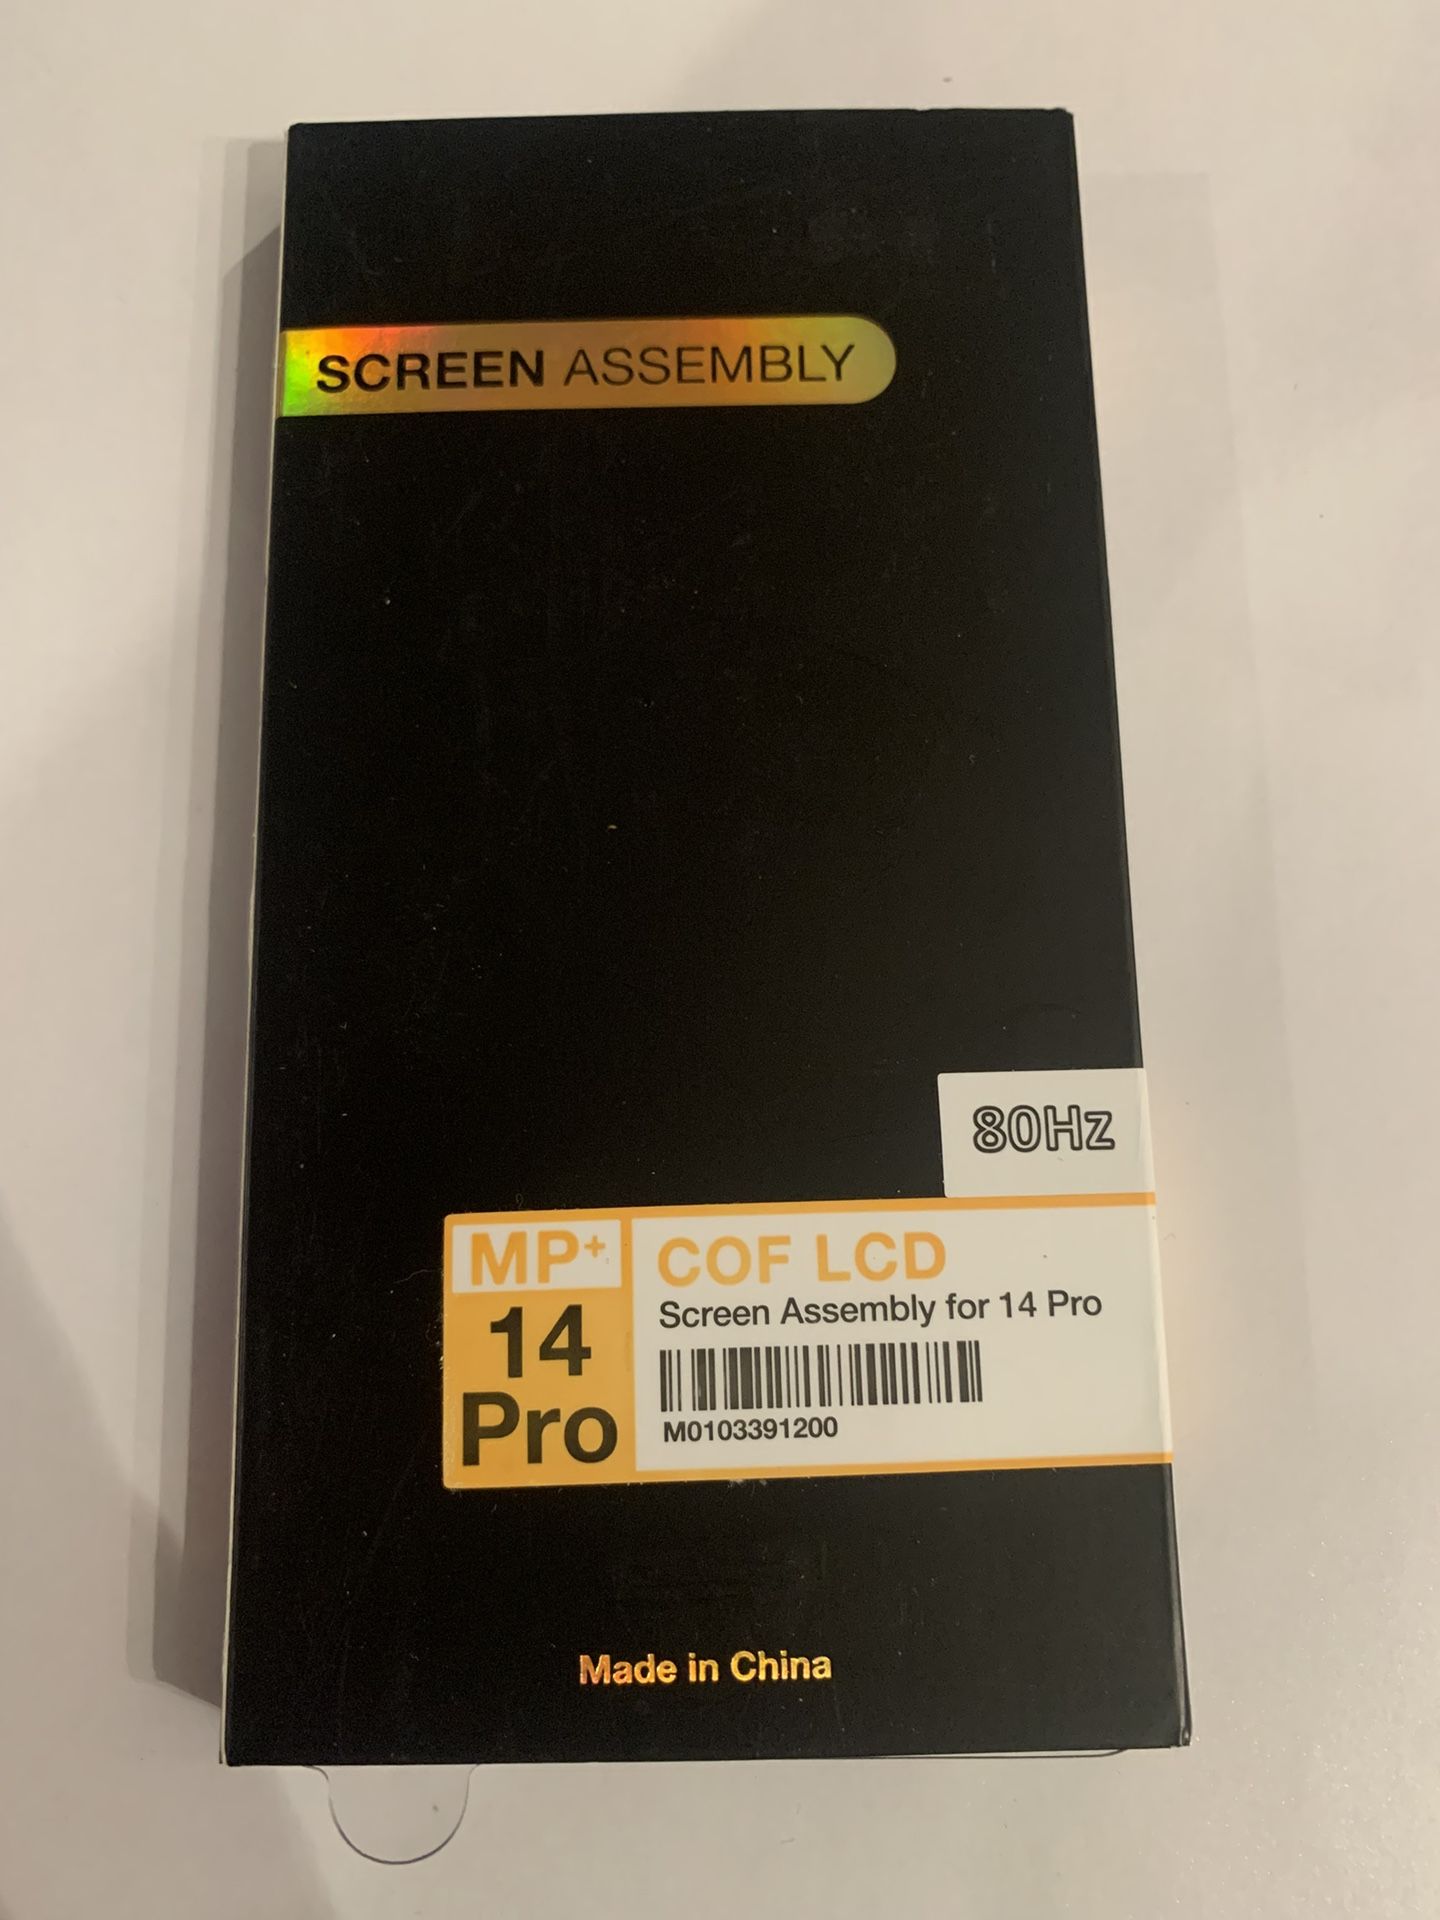 SCREEN ASSEMBLY
80Hz
MP+
14
Pro
COF LCD
Screen Assembly for 14 Pro
M0103391200
Made in China